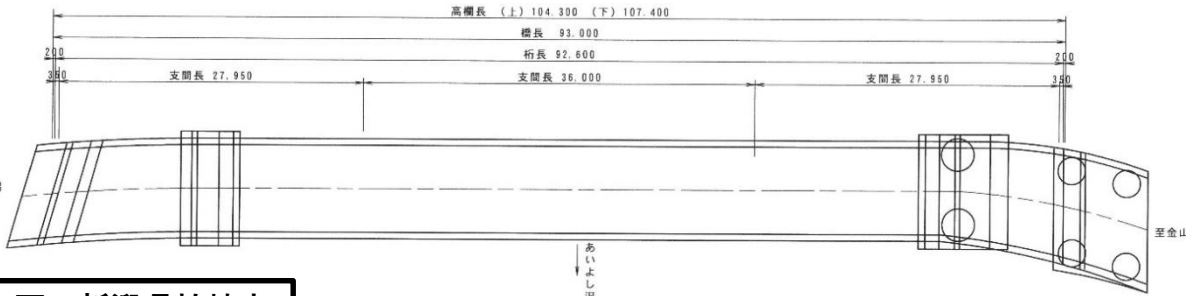 高欄長 (上) 104.300 (下) 107.400
橋長 93.000
200 桁長 92.600 200
350 支間長 27.950 支間長 36.000 支間長 27.950 350
至金山
あいよし